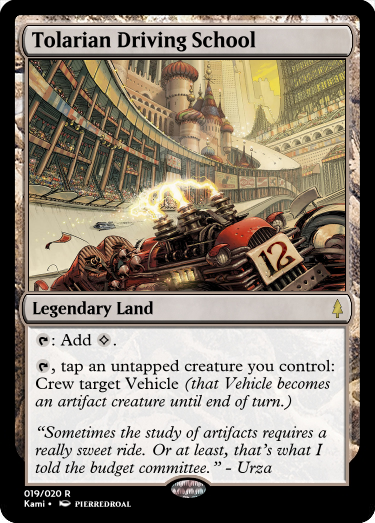 Tolarian Driving School
12
Legendary Land
: Add .
, tap an untapped creature you control:
Crew target Vehicle (that Vehicle becomes
an artifact creature until end of turn.)
“Sometimes the study of artifacts requires a
really sweet ride. Or at least, that’s what I
told the budget committee.” - Urza
019/020 R
Kami • PIERREDROAL